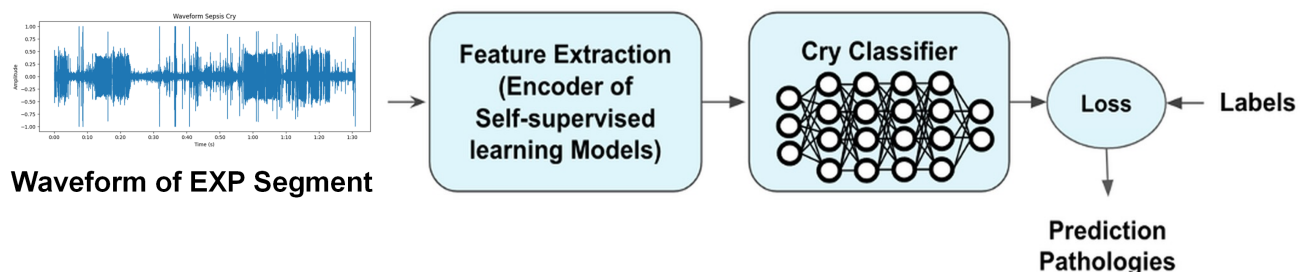 Waveform Sepsis Cry
1.00
0.75
0.50
0.25
0.00
−0.25
−0.50
−0.75
−1.00
Amplitude
0:00 0:10 0:20 0:30 0:40 0:50 1:00 1:10 1:20 1:30
Time (s)
Waveform of EXP Segment
Feature Extraction
(Encoder of
Self-supervised
learning Models)
Cry Classifier
Loss
Labels
Prediction
Pathologies